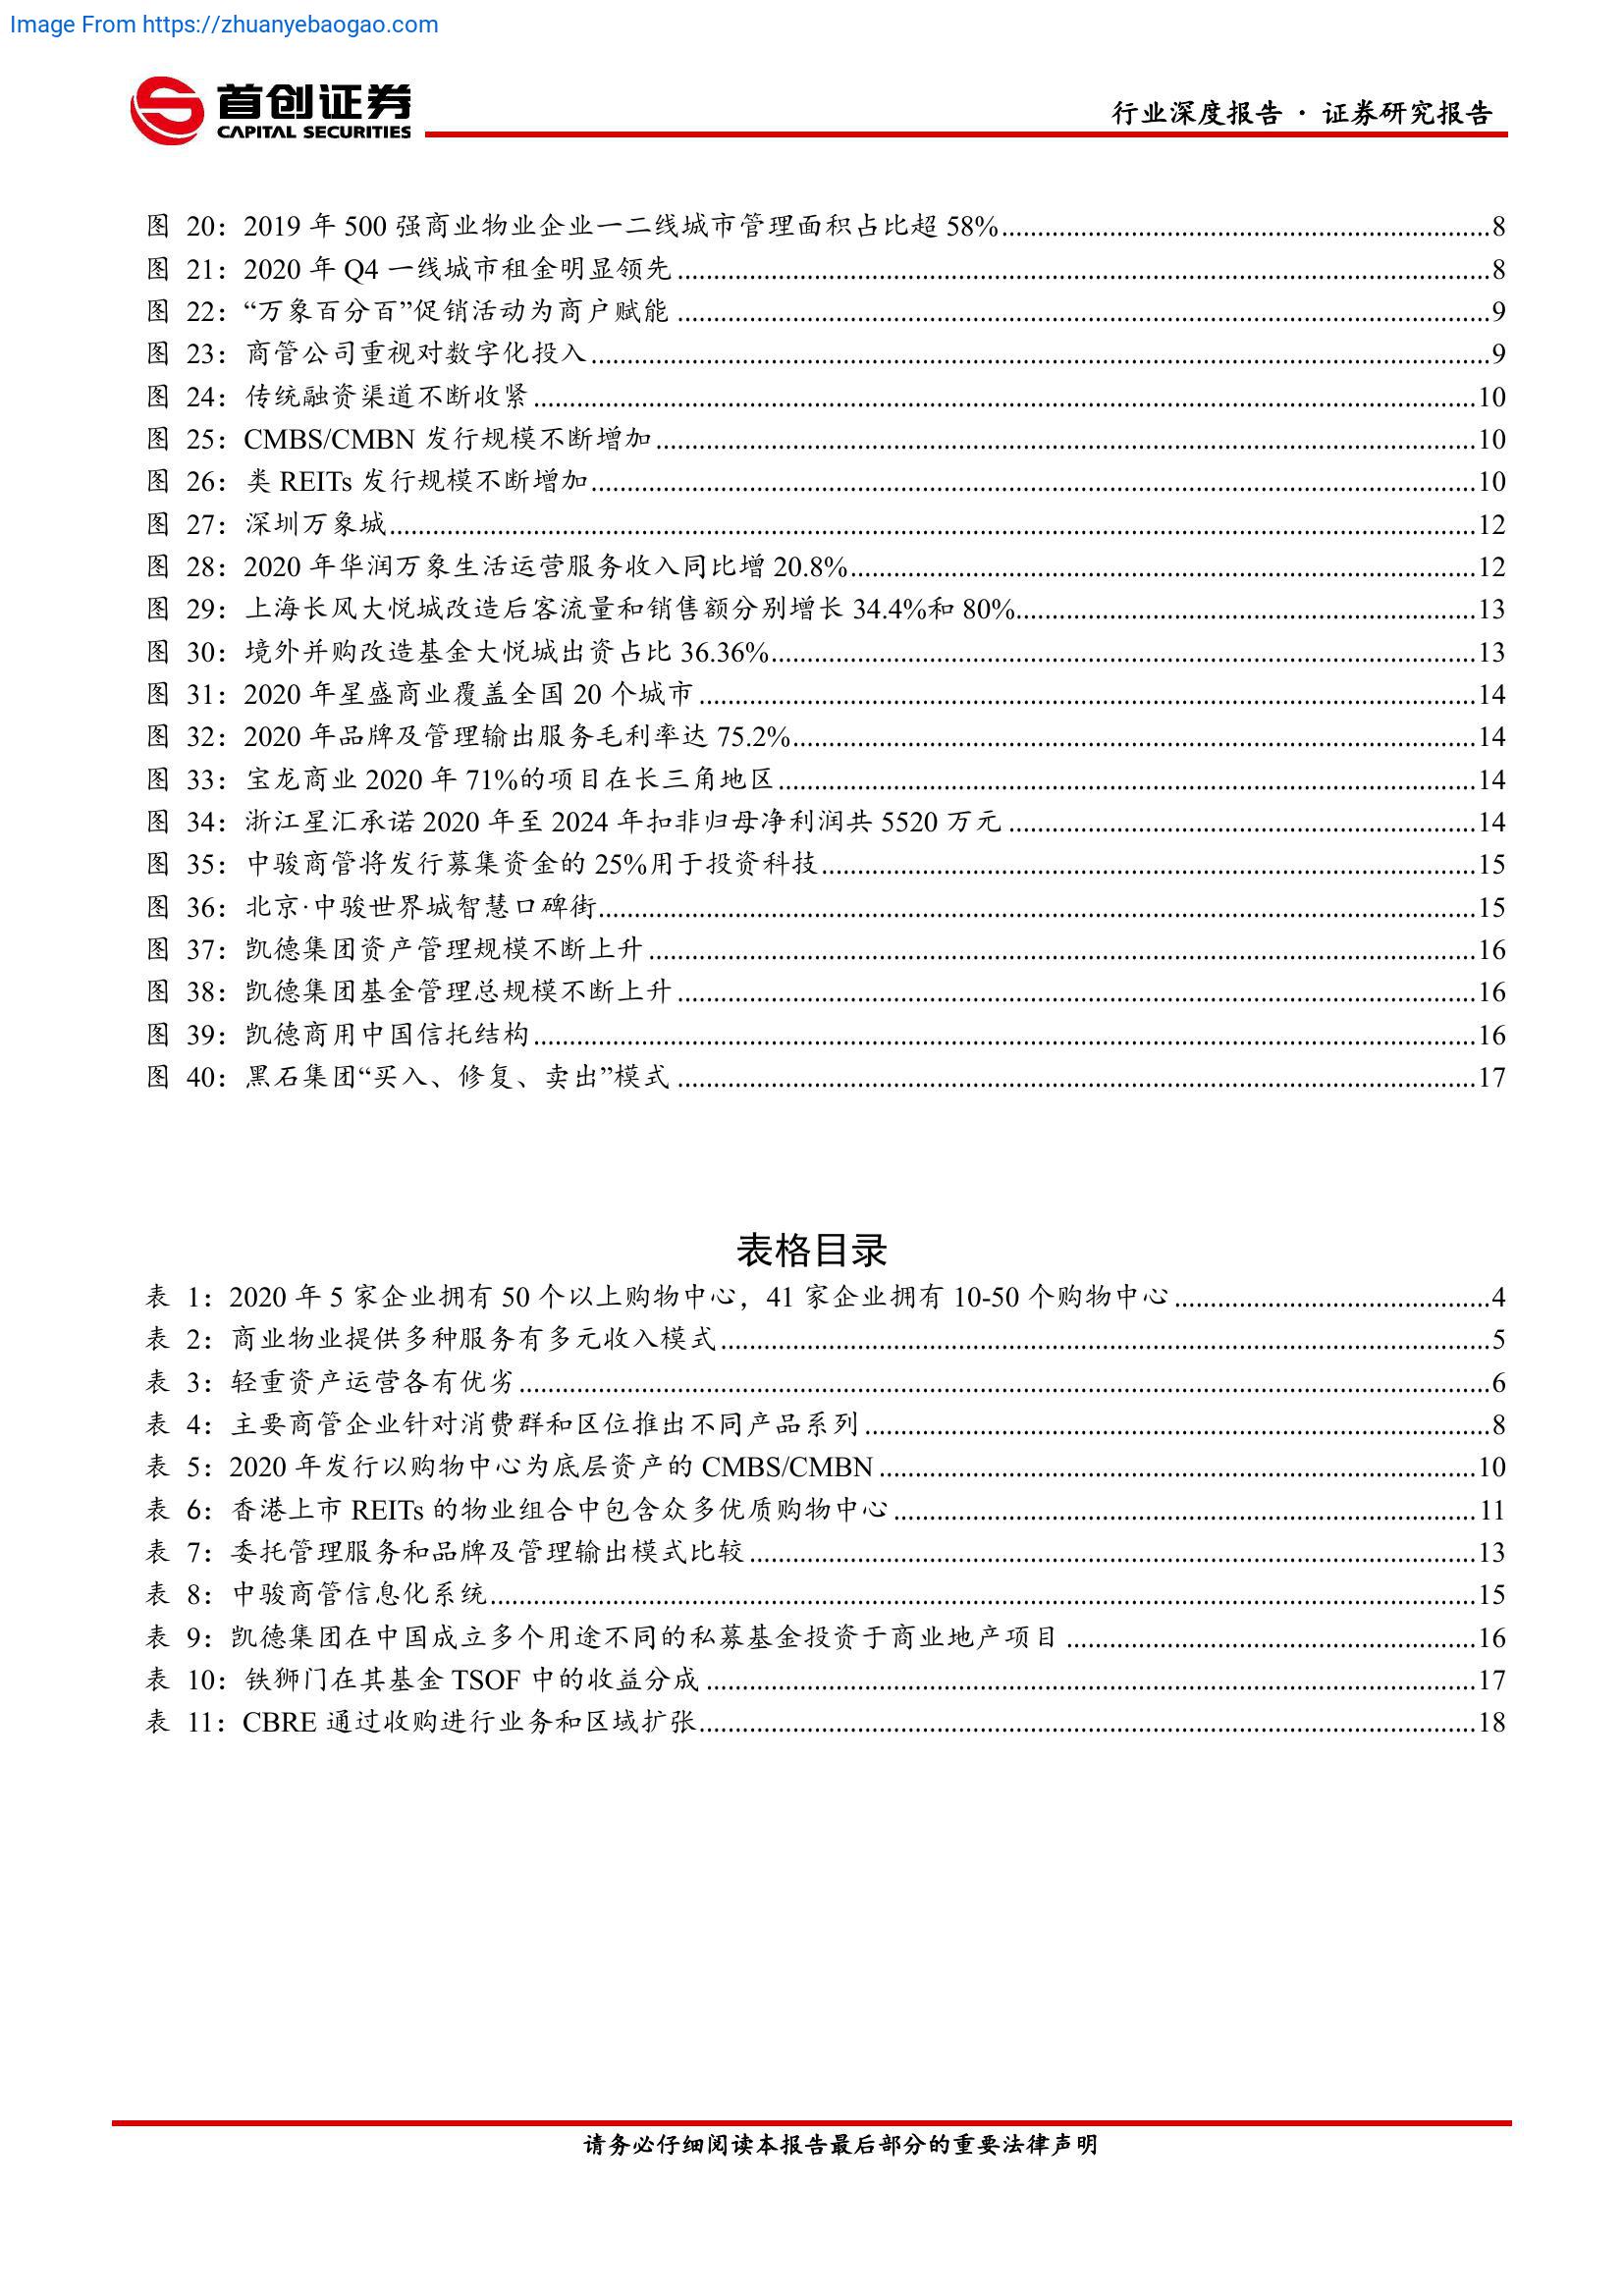 Image From https://zhuanyebaogao.com
首创证券
CAPITAL SECURITIES
行业深度报告 · 证券研究报告
图 20：2019 年 500 强商业物业企业一二线城市管理面积占比超 58%....................8
图 21：2020 年 Q4 一线城市租金明显领先....................8
图 22：“万象百分百”促销活动为商户赋能....................9
图 23：商管公司重视对数字化投入....................9
图 24：传统融资渠道不断收紧....................10
图 25：CMBS/CMBN 发行规模不断增加....................10
图 26：类 REITs 发行规模不断增加....................10
图 27：深圳万象城....................12
图 28：2020 年华润万象生活运营服务收入同比增 20.8%....................12
图 29：上海长风大悦城改造后客流量和销售额分别增长 34.4%和 80%....................13
图 30：境外并购改造基金大悦城出资占比 36.36%....................13
图 31：2020 年星盛商业覆盖全国 20 个城市....................14
图 32：2020 年品牌及管理输出服务毛利率达 75.2%....................14
图 33：宝龙商业 2020 年 71%的项目在长三角地区....................14
图 34：浙江星汇承诺 2020 年至 2024 年扣非归母净利润共 5520 万元....................14
图 35：中骏商管将发行募集资金的 25%用于投资科技....................15
图 36：北京·中骏世界城智慧口碑街....................15
图 37：凯德集团资产管理规模不断上升....................16
图 38：凯德集团基金管理总规模不断上升....................16
图 39：凯德商用中国信托结构....................16
图 40：黑石集团“买入、修复、卖出”模式....................17
表格目录
表 1：2020 年 5 家企业拥有 50 个以上购物中心，41 家企业拥有 10-50 个购物中心....................4
表 2：商业物业提供多种服务有多元收入模式....................5
表 3：轻重资产运营各有优劣....................6
表 4：主要商管企业针对消费群和区位推出不同产品系列....................8
表 5：2020 年发行以购物中心为底层资产的 CMBS/CMBN....................10
表 6：香港上市 REITs 的物业组合中包含众多优质购物中心....................11
表 7：委托管理服务和品牌及管理输出模式比较....................13
表 8：中骏商管信息化系统....................15
表 9：凯德集团在中国成立多个用途不同的私募基金投资于商业地产项目....................16
表 10：铁狮门在其基金 TSOF 中的收益分成....................17
表 11：CBRE 通过收购进行业务和区域扩张....................18
请务必仔细阅读本报告最后部分的重要法律声明